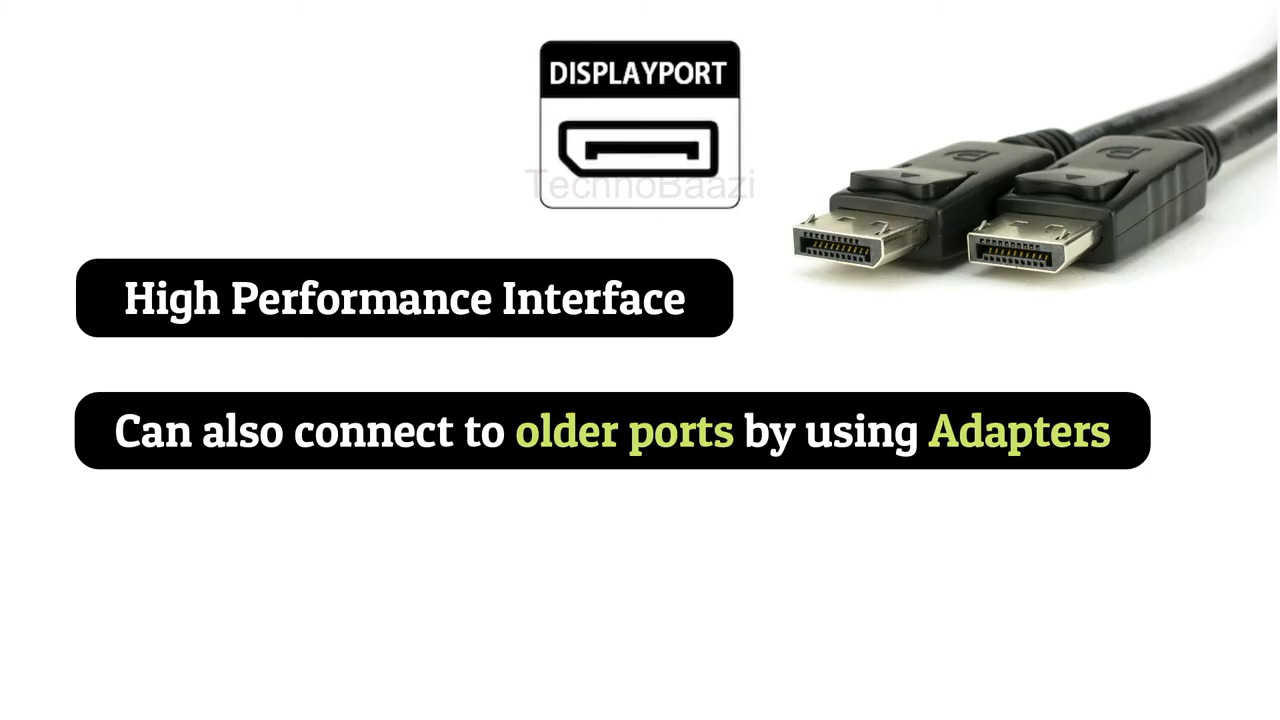 DISPLAYPORT
TechnoBaazi
High Performance Interface
Can also connect to older ports by using Adapters